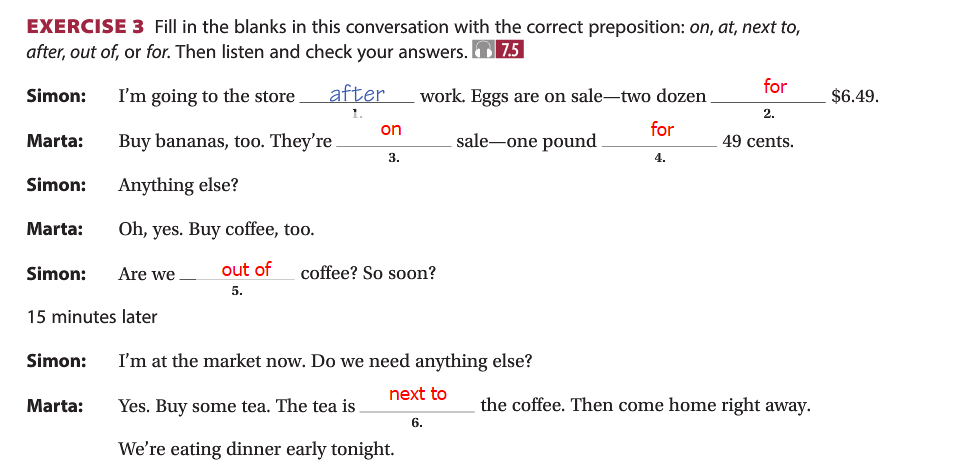 EXERCISE 3 Fill in the blanks in this conversation with the correct preposition: on, at, next to,
after, out of, or for. Then listen and check your answers. 7.5
Simon: I'm going to the store after work. Eggs are on sale—two dozen for $6.49.
1. 2.
Marta: Buy bananas, too. They're on sale—one pound for 49 cents.
3. 4.
Simon: Anything else?
Marta: Oh, yes. Buy coffee, too.
Simon: Are we out of coffee? So soon?
5.
15 minutes later
Simon: I'm at the market now. Do we need anything else?
Marta: Yes. Buy some tea. The tea is next to the coffee. Then come home right away.
6.
We're eating dinner early tonight.